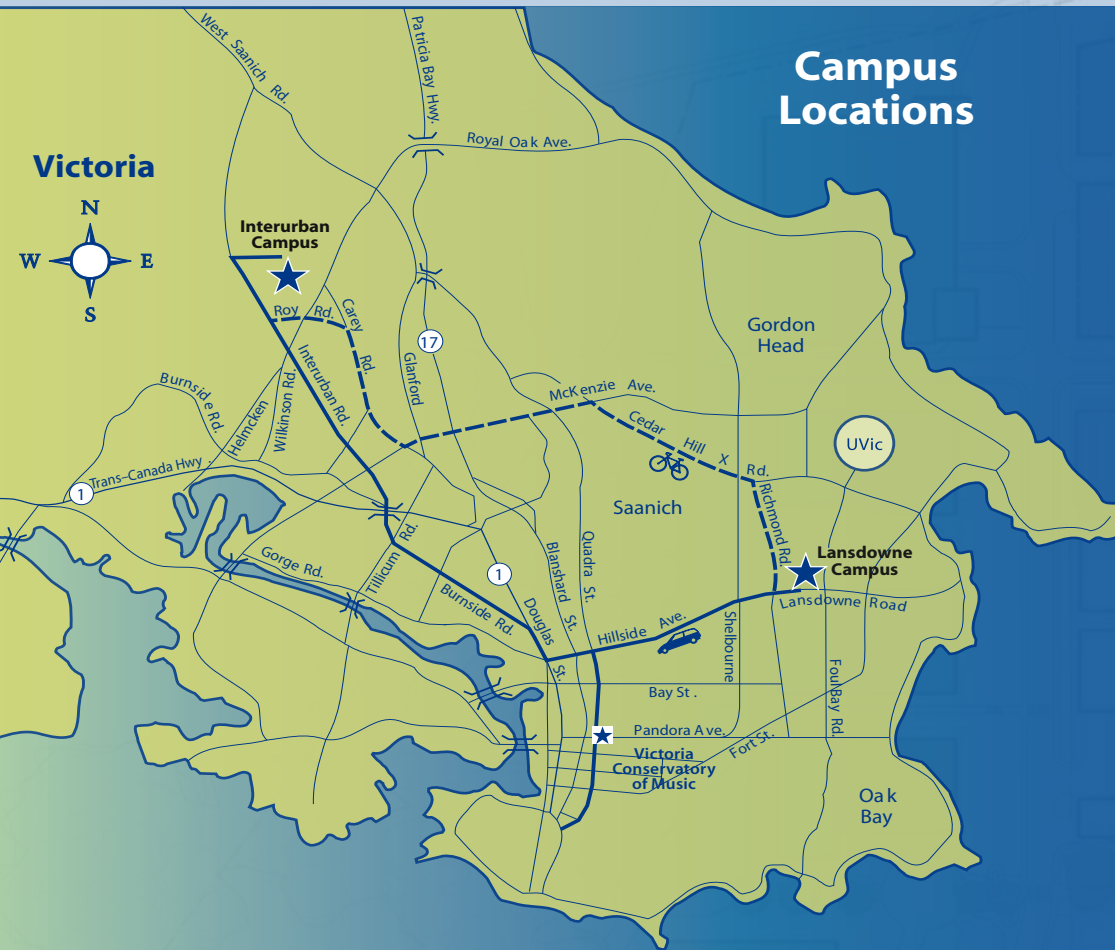 Campus
Locations
Victoria
N
W
E
S
West Saanich Rd.
Patricia Bay Hwy.
Royal Oak Ave.
Interurban
Campus
Roy Rd.
Carey Rd.
Interurban Rd.
17
Glanford
Gordon
Head
Burnside Rd.
Helmcken
Wilkinson Rd.
McKenzie Ave.
Cedar Hill X Rd.
UVic
Trans-Canada Hwy.
1
Saanich
Richmond Rd.
Lansdowne
Campus
Lansdowne Road
Gorge Rd.
Tillicum Rd.
1
Burnside Rd.
Douglas St.
Blanshard St.
Quadra St.
Hillside Ave.
Shelbourne
Foul Bay Rd.
Bay St.
Pandora Ave.
Fort St.
Victoria
Conservatory
of Music
Oak
Bay